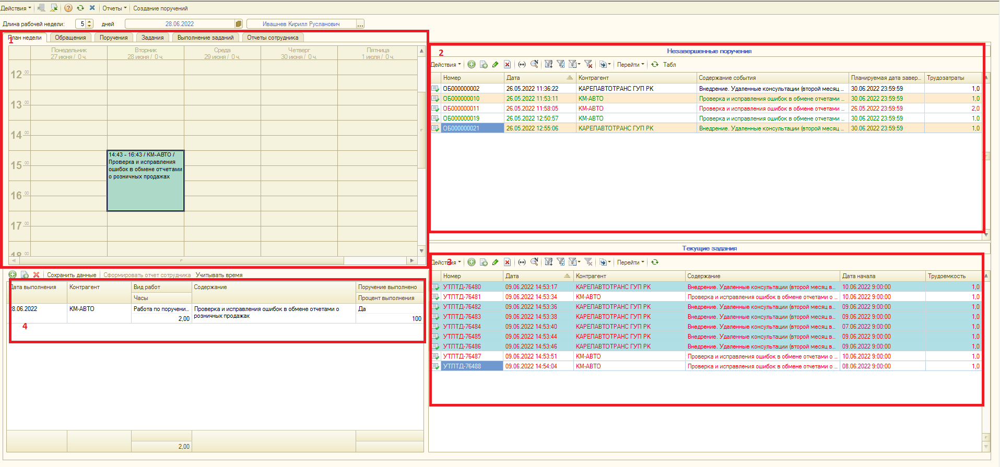 Действия Отчеты Создание поручений
Длина рабочей недели: 5 дней 28.06.2022 Ивашнев Кирилл Русланович ...
План недели Обращения Поручения Задания Выполнение заданий Отчеты сотрудника
1
Понедельник Вторник Среда Четверг Пятница
27 июня / 0 ч. 28 июня / 0 ч. 29 июня / 0 ч. 30 июня / 0 ч. 1 июля / 0 ч.
12 00
13 00
14 00
15 00
16 00
17 00
18 00
14:43 - 16:43 / КМ-АВТО /
Проверка и исправления
ошибок в обмене отчетами
о розничных продажах
2
Незавершенные поручения
Действия Перейти Табл
Номер Дата Контрагент Содержание события Планируемая дата завер... Трудозатраты
ОБ000000002 26.05.2022 11:36:22 КАРЕЛАВТОТРАНС ГУП РК Внедрение. Удаленные консультации (второй месяц ... 30.06.2022 23:59:59 1,0
ОБ000000010 26.05.2022 11:53:11 КМ-АВТО Проверка и исправления ошибок в обмене отчетами ... 30.06.2022 23:59:59 1,0
ОБ000000011 26.05.2022 11:58:05 КМ-АВТО Проверка и исправления ошибок в обмене отчетами ... 26.05.2022 23:59:59 2,0
ОБ000000019 26.05.2022 12:50:57 КМ-АВТО Проверка и исправления ошибок в обмене отчетами ... 30.06.2022 23:59:59 1,0
ОБ000000021 26.05.2022 12:55:06 КАРЕЛАВТОТРАНС ГУП РК Внедрение. Удаленные консультации (второй месяц ... 30.06.2022 23:59:59 1,0
Текущие задания
3
Действия Перейти
Номер Дата Контрагент Содержание Дата начала Трудоемкость
УТЛТД-76480 09.06.2022 14:53:17 КАРЕЛАВТОТРАНС ГУП РК Внедрение. Удаленные консультации (второй месяц в... 10.06.2022 9:00:00 1,0
УТЛТД-76481 09.06.2022 14:53:34 КМ-АВТО Проверка и исправления ошибок в обмене отчетами о ... 10.06.2022 9:00:00 1,0
УТЛТД-76482 09.06.2022 14:53:36 КАРЕЛАВТОТРАНС ГУП РК Внедрение. Удаленные консультации (второй месяц в... 09.06.2022 9:00:00 1,0
УТЛТД-76483 09.06.2022 14:53:38 КАРЕЛАВТОТРАНС ГУП РК Внедрение. Удаленные консультации (второй месяц в... 09.06.2022 9:00:00 1,0
УТЛТД-76484 09.06.2022 14:53:40 КАРЕЛАВТОТРАНС ГУП РК Внедрение. Удаленные консультации (второй месяц в... 07.06.2022 9:00:00 1,0
УТЛТД-76485 09.06.2022 14:53:44 КАРЕЛАВТОТРАНС ГУП РК Внедрение. Удаленные консультации (второй месяц в... 09.06.2022 9:00:00 1,0
УТЛТД-76486 09.06.2022 14:53:46 КАРЕЛАВТОТРАНС ГУП РК Внедрение. Удаленные консультации (второй месяц в... 09.06.2022 9:00:00 1,0
УТЛТД-76487 09.06.2022 14:53:51 КМ-АВТО Проверка и исправления ошибок в обмене отчетами о ... 10.06.2022 9:00:00 1,0
УТЛТД-76488 09.06.2022 14:54:04 КМ-АВТО Проверка и исправления ошибок в обмене отчетами о ... 08.06.2022 9:00:00 1,0
Сохранить данные Сформировать отчет сотрудника Учитывать время
Дата выполнения Контрагент Вид работ Содержание Поручение выполнено
Часы Процент выполнения
28.06.2022 КМ-АВТО Работа по поручени... Проверка и исправления ошибок в обмене отчетами о Да
2,00 розничных продажах 100
4
2,00